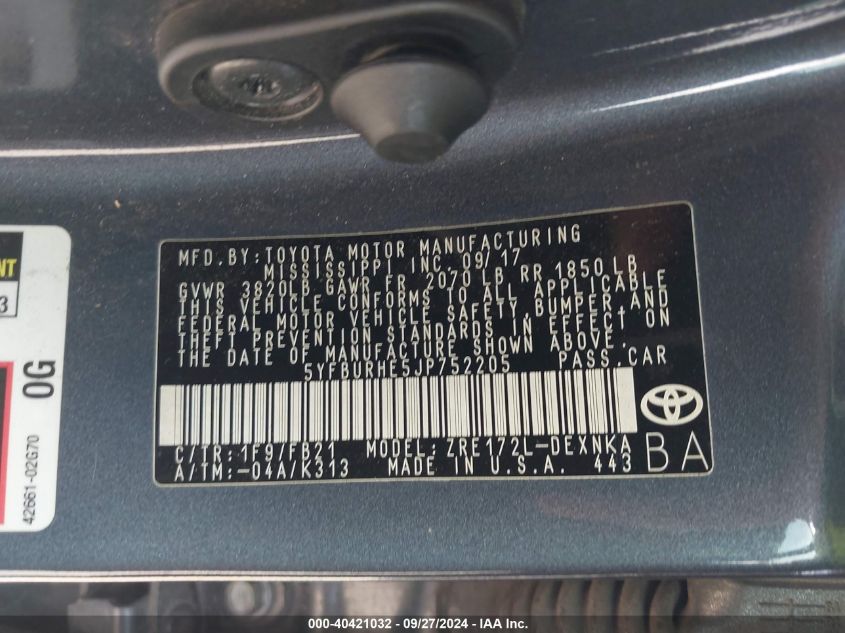 MFD. BY: TOYOTA MOTOR MANUFACTURING
MISSISSIPPI INC. 09/17
GVWR 3820LB GAWR FR 2070 LB RR 1850 LB
THIS VEHICLE CONFORMS TO ALL APPLICABLE
FEDERAL MOTOR VEHICLE SAFETY, BUMPER AND
THEFT PREVENTION STANDARDS IN EFFECT ON
THE DATE OF MANUFACTURE SHOWN ABOVE.
5YFBURHE5JP752205 PASS.CAR
C/TR: 1F9/FB21 MODEL: ZRE172L-DEXNKA
A/TM: -04A/K313 MADE IN U.S.A. 443
BA
NT
3
0G
42661-02G70
000-40421032 - 09/27/2024 - IAA Inc.